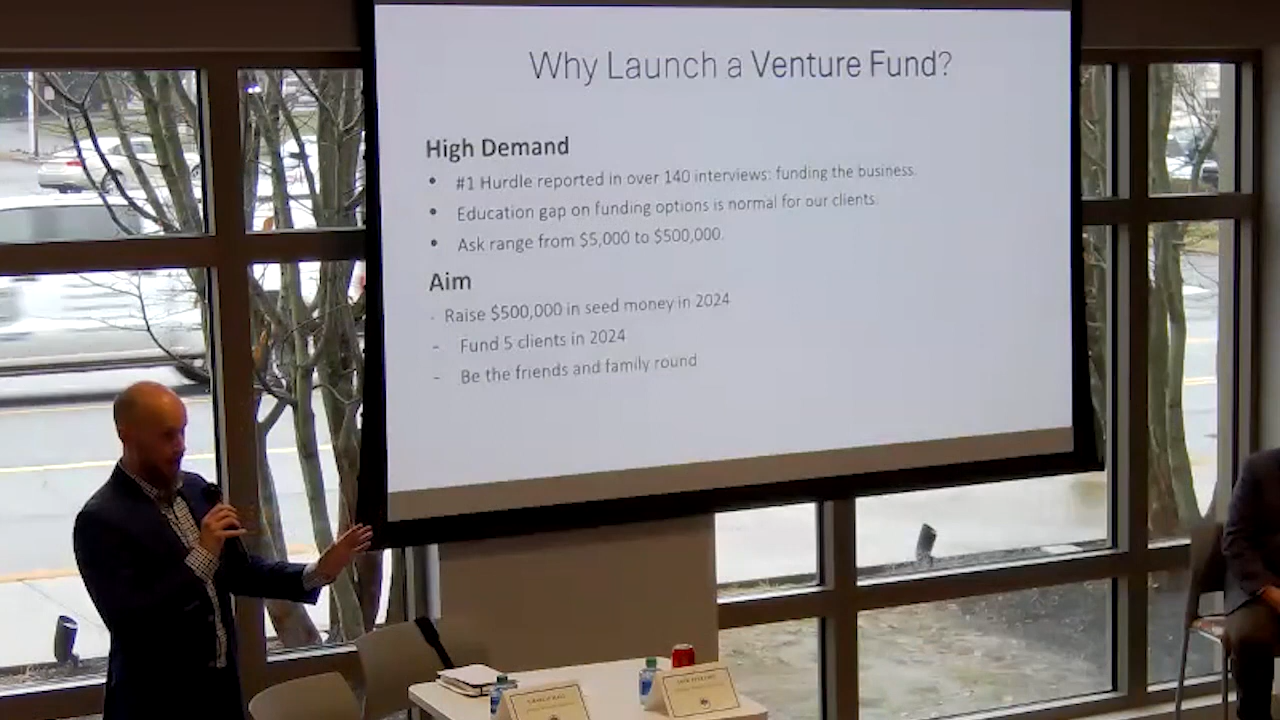 Why Launch a Venture Fund?
High Demand
• #1 Hurdle reported in over 140 interviews: funding the business.
• Education gap on funding options is normal for our clients.
• Ask range from $5,000 to $500,000.
Aim
- Raise $500,000 in seed money in 2024
- Fund 5 clients in 2024
- Be the friends and family round